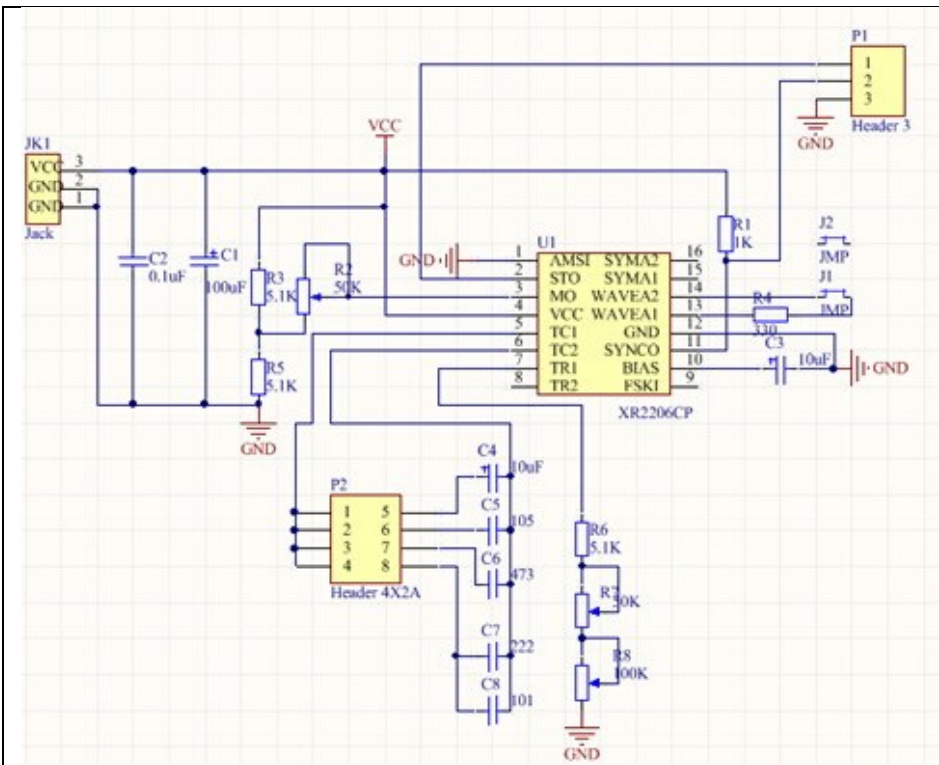 P1
1
2
3
Header 3
GND
VCC
JK1
VCC 3
GND 2
GND 1
Jack
C2
0.1uF
C1
100uF
R3
5.1K
R2
50K
R5
5.1K
GND
GND
U1
1 AMSI SYMA2 16
2 STO SYMA1 15
3 MO WAVEA2 14
4 VCC WAVEA1 13
5 TC1 GND 12
6 TC2 SYNCO 11
7 TR1 BIAS 10
8 TR2 FSKI 9
XR2206CP
R1
1K
J2
JMP
J1
JMP
R4
330
C3
10uF
GND
P2
1 5
2 6
3 7
4 8
Header 4X2A
C4
10uF
C5
105
C6
473
C7
222
C8
101
R6
5.1K
R7
50K
R8
100K
GND